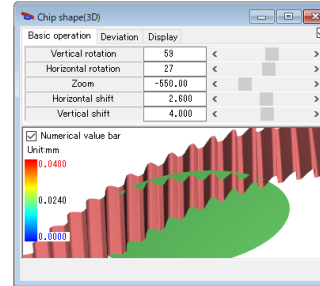 Chip shape(3D)
Basic operation Deviation Display
Vertical rotation 59
Horizontal rotation 27
Zoom -550.00
Horizontal shift 2.600
Vertical shift 4.000
Numerical value bar
Unit:mm
0.0480
0.0240
0.0000